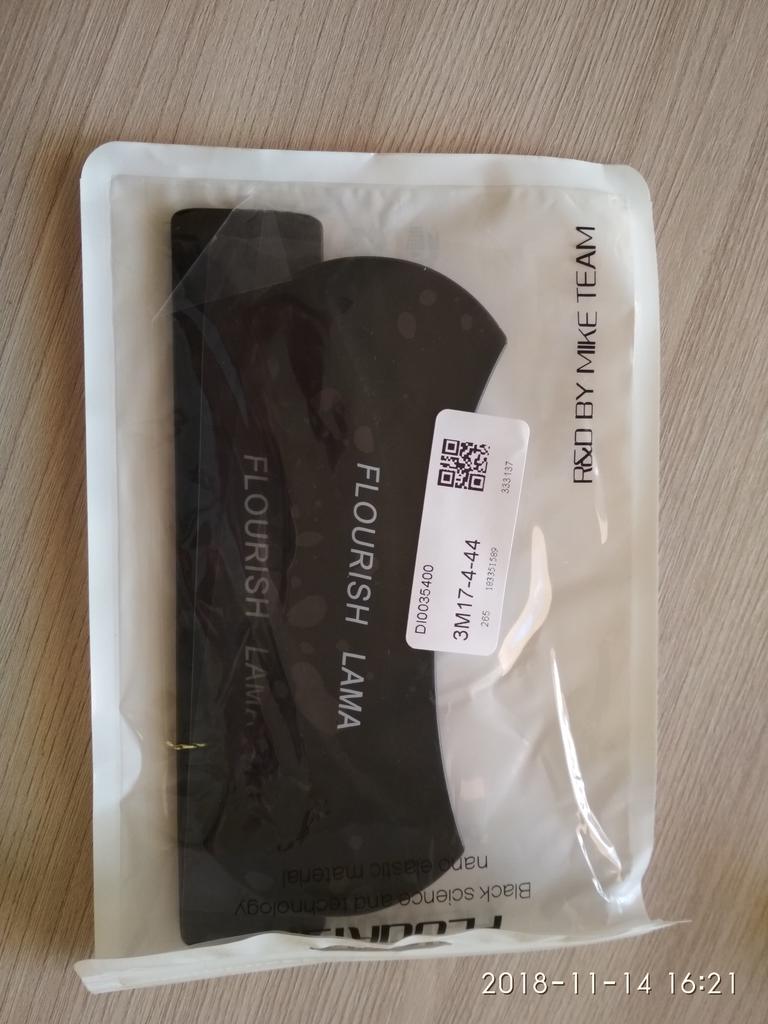 R&D BY MIKE TEAM
FLOURISH LAMA
FLOURISH LAMA
DI0035400
3M17-4-44
265 183351589
333137
Black science and technology
nano elastic material
2018-11-14 16:21